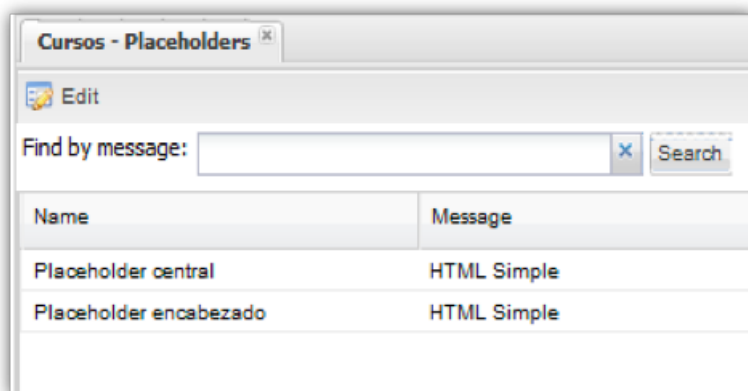 Cursos - Placeholders
Edit
Find by message: Search
Name Message
Placeholder central HTML Simple
Placeholder encabezado HTML Simple